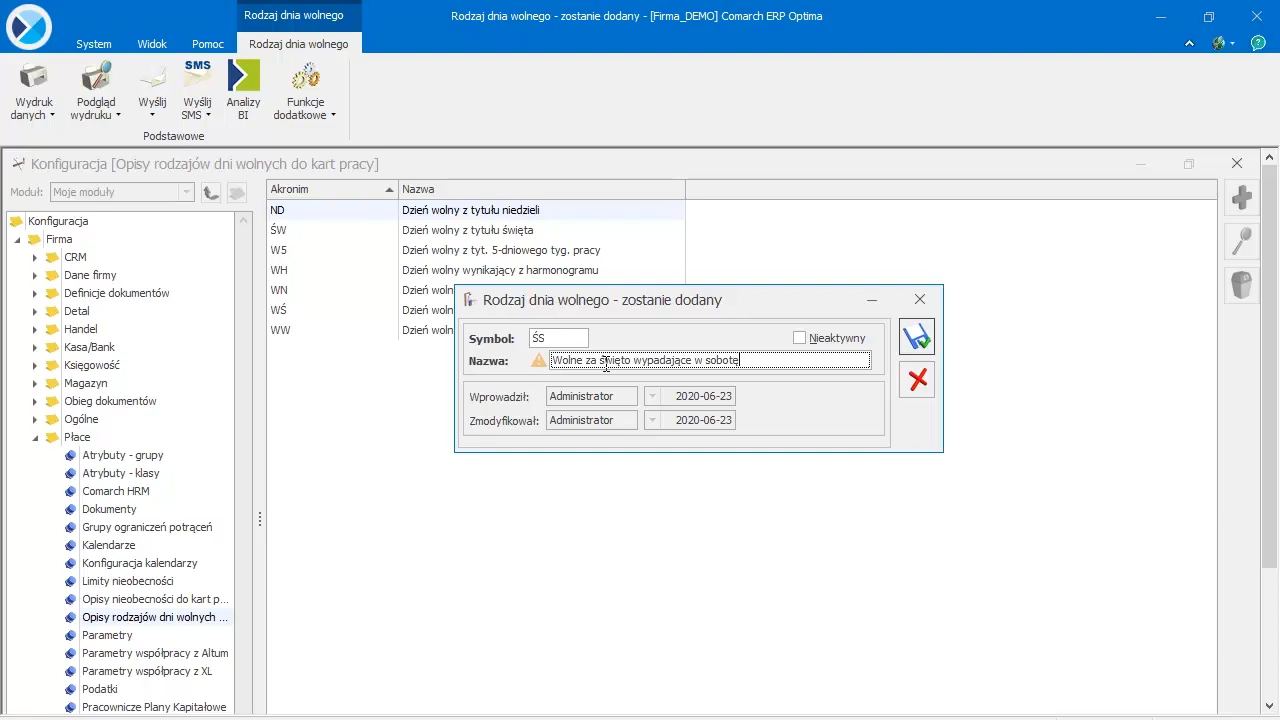 Rodzaj dnia wolnego
Rodzaj dnia wolnego - zostanie dodany - [Firma_DEMO] Comarch ERP Optima
System
Widok
Pomoc
Rodzaj dnia wolnego
Wydruk danych
Podgląd wydruku
Wyślij
SMS
Wyślij SMS
Analizy BI
Funkcje dodatkowe
Podstawowe
Konfiguracja [Opisy rodzajów dni wolnych do kart pracy]
Moduł: Moje moduły
Konfiguracja
Firma
CRM
Dane firmy
Definicje dokumentów
Detal
Handel
Kasa/Bank
Księgowość
Magazyn
Obieg dokumentów
Ogólne
Płace
Atrybuty - grupy
Atrybuty - klasy
Comarch HRM
Dokumenty
Grupy ograniczeń potrąceń
Kalendarze
Konfiguracja kalendarzy
Limity nieobecności
Opisy nieobecności do kart p...
Opisy rodzajów dni wolnych ...
Parametry
Parametry współpracy z Altum
Parametry współpracy z XL
Podatki
Pracownicze Plany Kapitałowe
Akronim Nazwa
ND Dzień wolny z tytułu niedzieli
ŚW Dzień wolny z tytułu święta
W5 Dzień wolny z tyt. 5-dniowego tyg. pracy
WH Dzień wolny wynikający z harmonogramu
WN Dzień woln
WŚ Dzień woln
WW Dzień woln
Rodzaj dnia wolnego - zostanie dodany
Symbol: ŚS Nieaktywny
Nazwa: Wolne za święto wypadające w sobotę
Wprowadził: Administrator 2020-06-23
Zmodyfikował: Administrator 2020-06-23